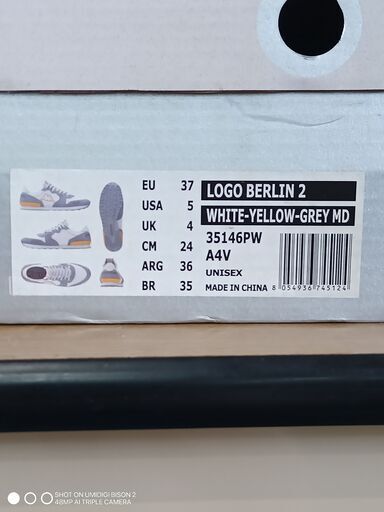 EU 37
USA 5
UK 4
CM 24
ARG 36
BR 35
LOGO BERLIN 2
WHITE-YELLOW-GREY MD
35146PW
A4V
UNISEX
MADE IN CHINA
8 054936 745124
SHOT ON UMIDIGI BISON 2
48MP AI TRIPLE CAMERA